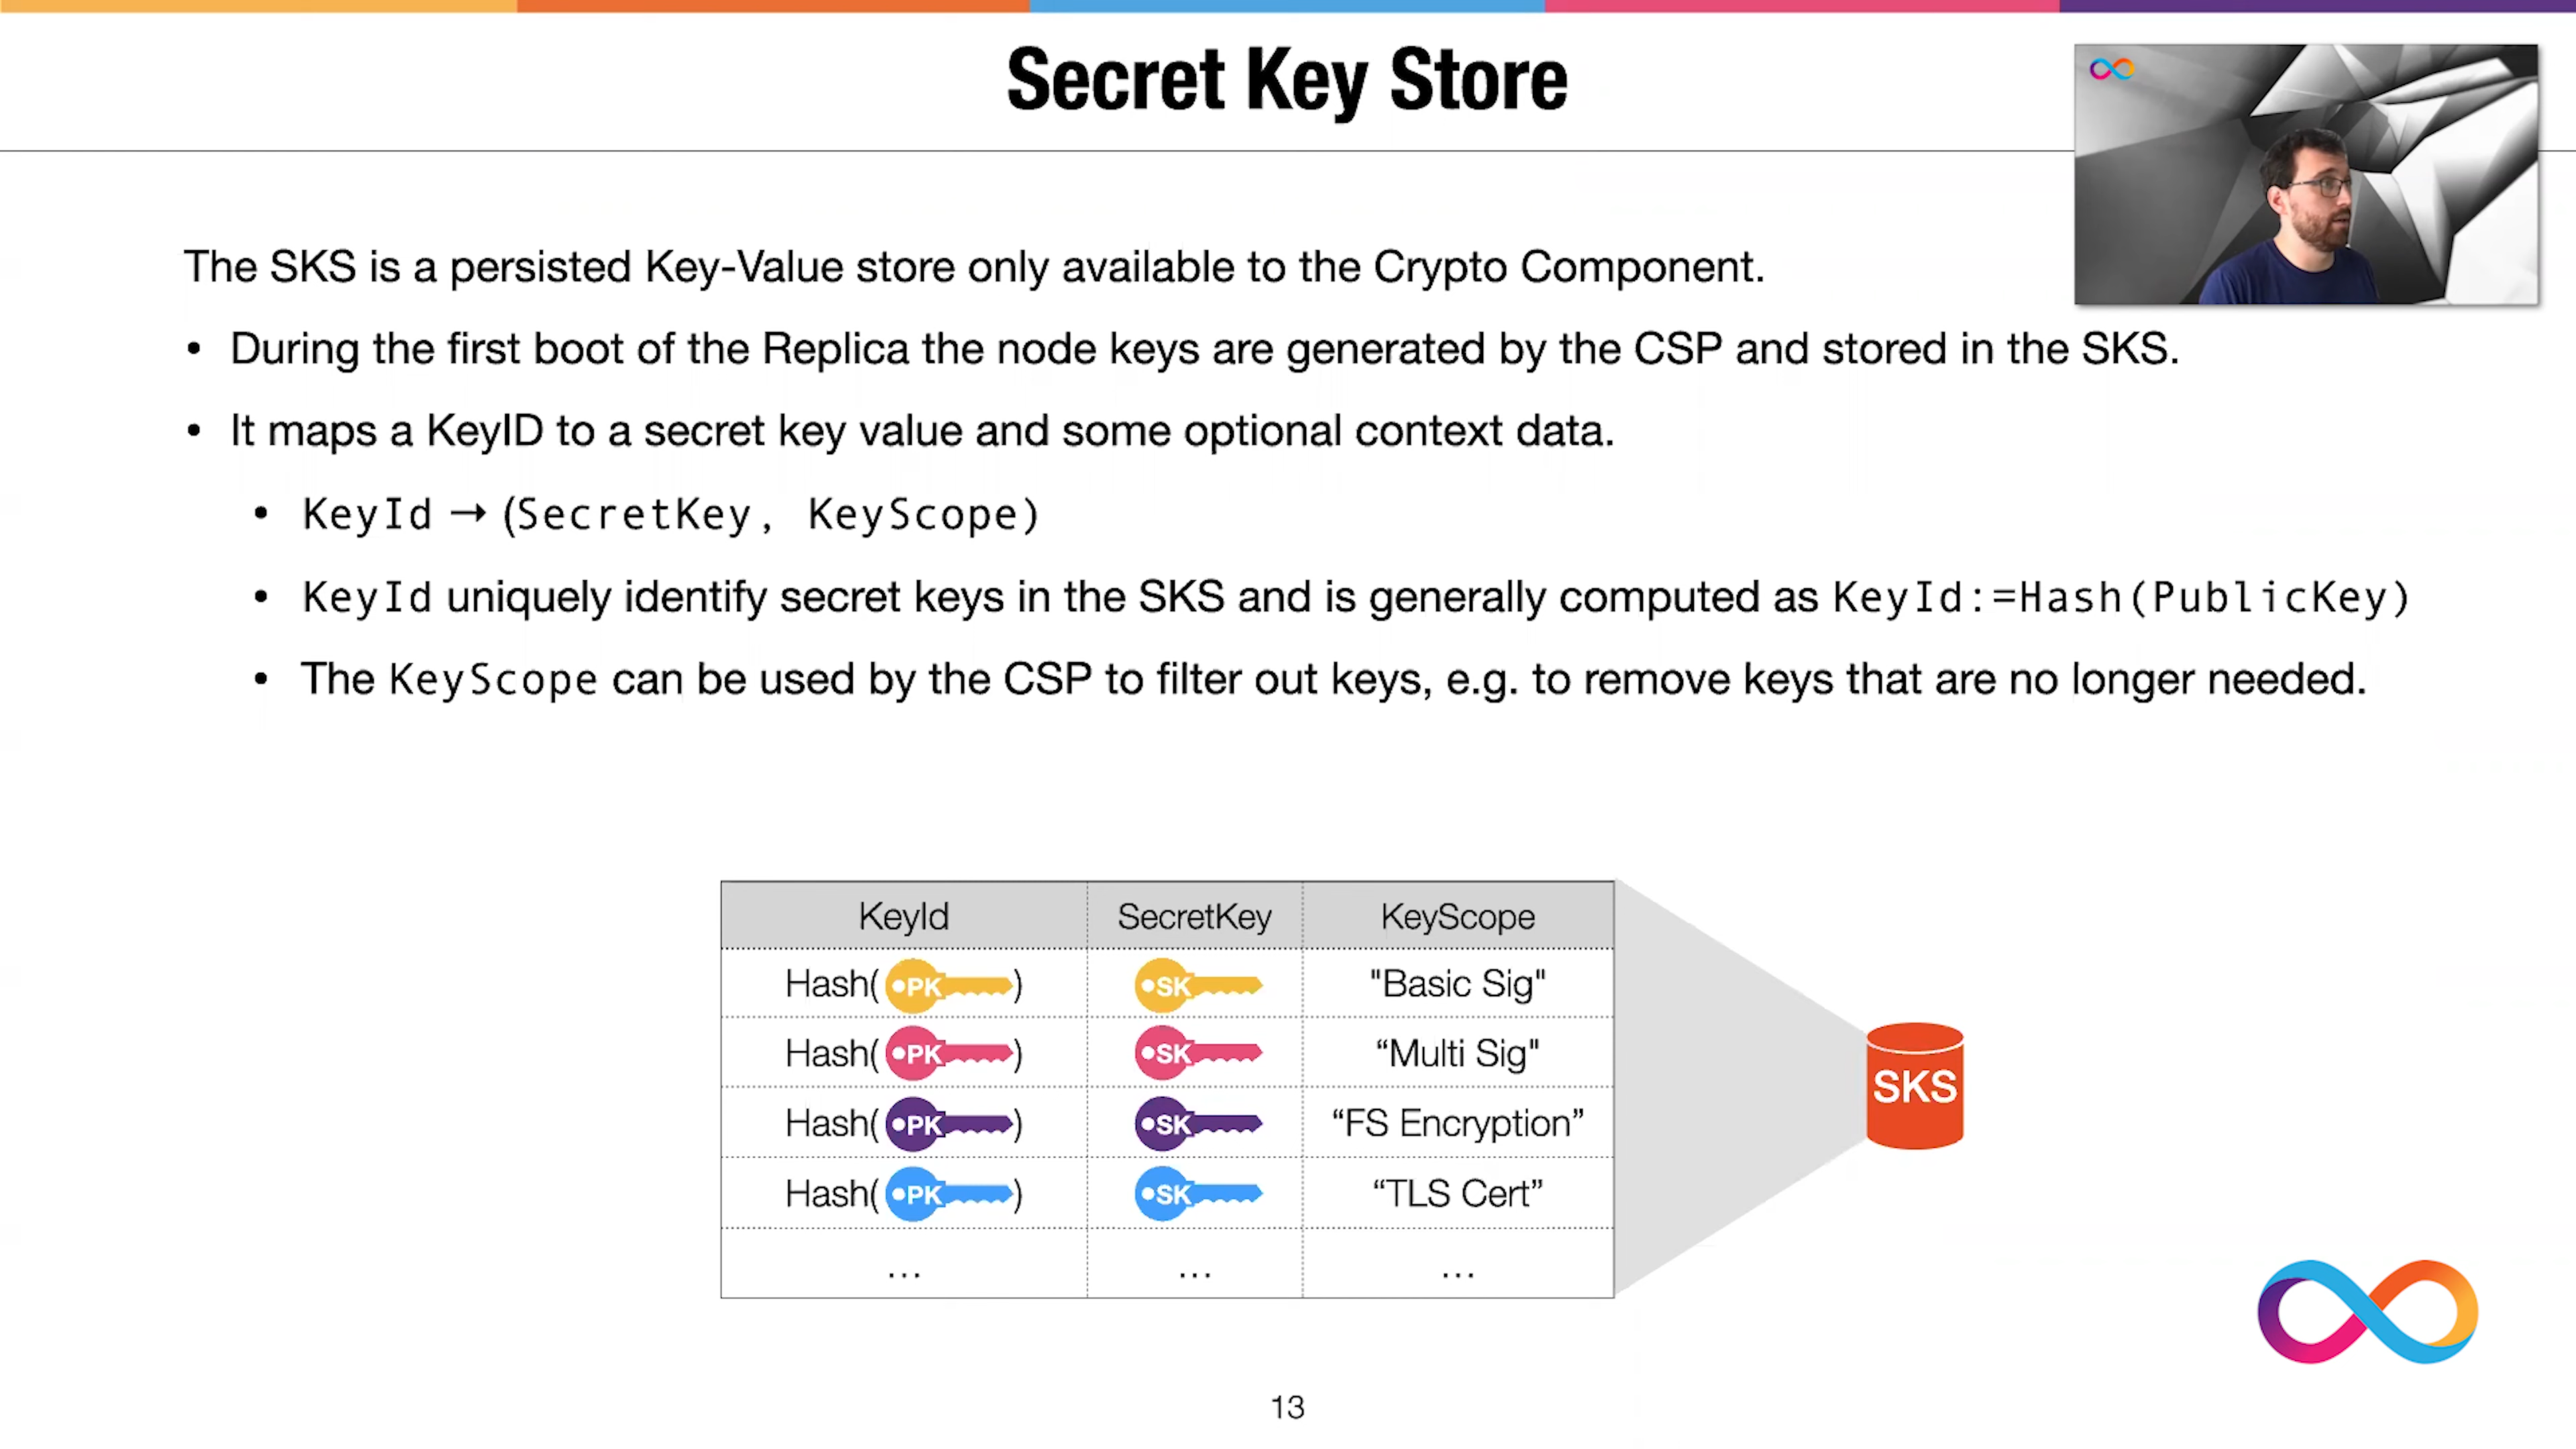 Secret Key Store
The SKS is a persisted Key-Value store only available to the Crypto Component.
• During the first boot of the Replica the node keys are generated by the CSP and stored in the SKS.
• It maps a KeyID to a secret key value and some optional context data.
• KeyId → (SecretKey, KeyScope)
• KeyId uniquely identify secret keys in the SKS and is generally computed as KeyId:=Hash(PublicKey)
• The KeyScope can be used by the CSP to filter out keys, e.g. to remove keys that are no longer needed.
KeyId SecretKey KeyScope
Hash( PK ) SK "Basic Sig"
Hash( PK ) SK “Multi Sig"
Hash( PK ) SK “FS Encryption”
Hash( PK ) SK “TLS Cert”
... ... ...
SKS
13